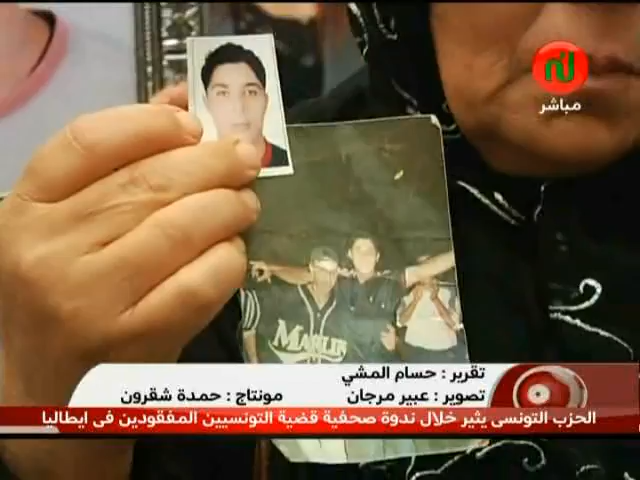 مباشر
MARLIN
تقرير : حسام المشي
تصوير : عبير مرجان
مونتاج : حمدة شقرون
الحزب التونسي يثير خلال ندوة صحفية قضية التونسيين المفقودين في ايطاليا